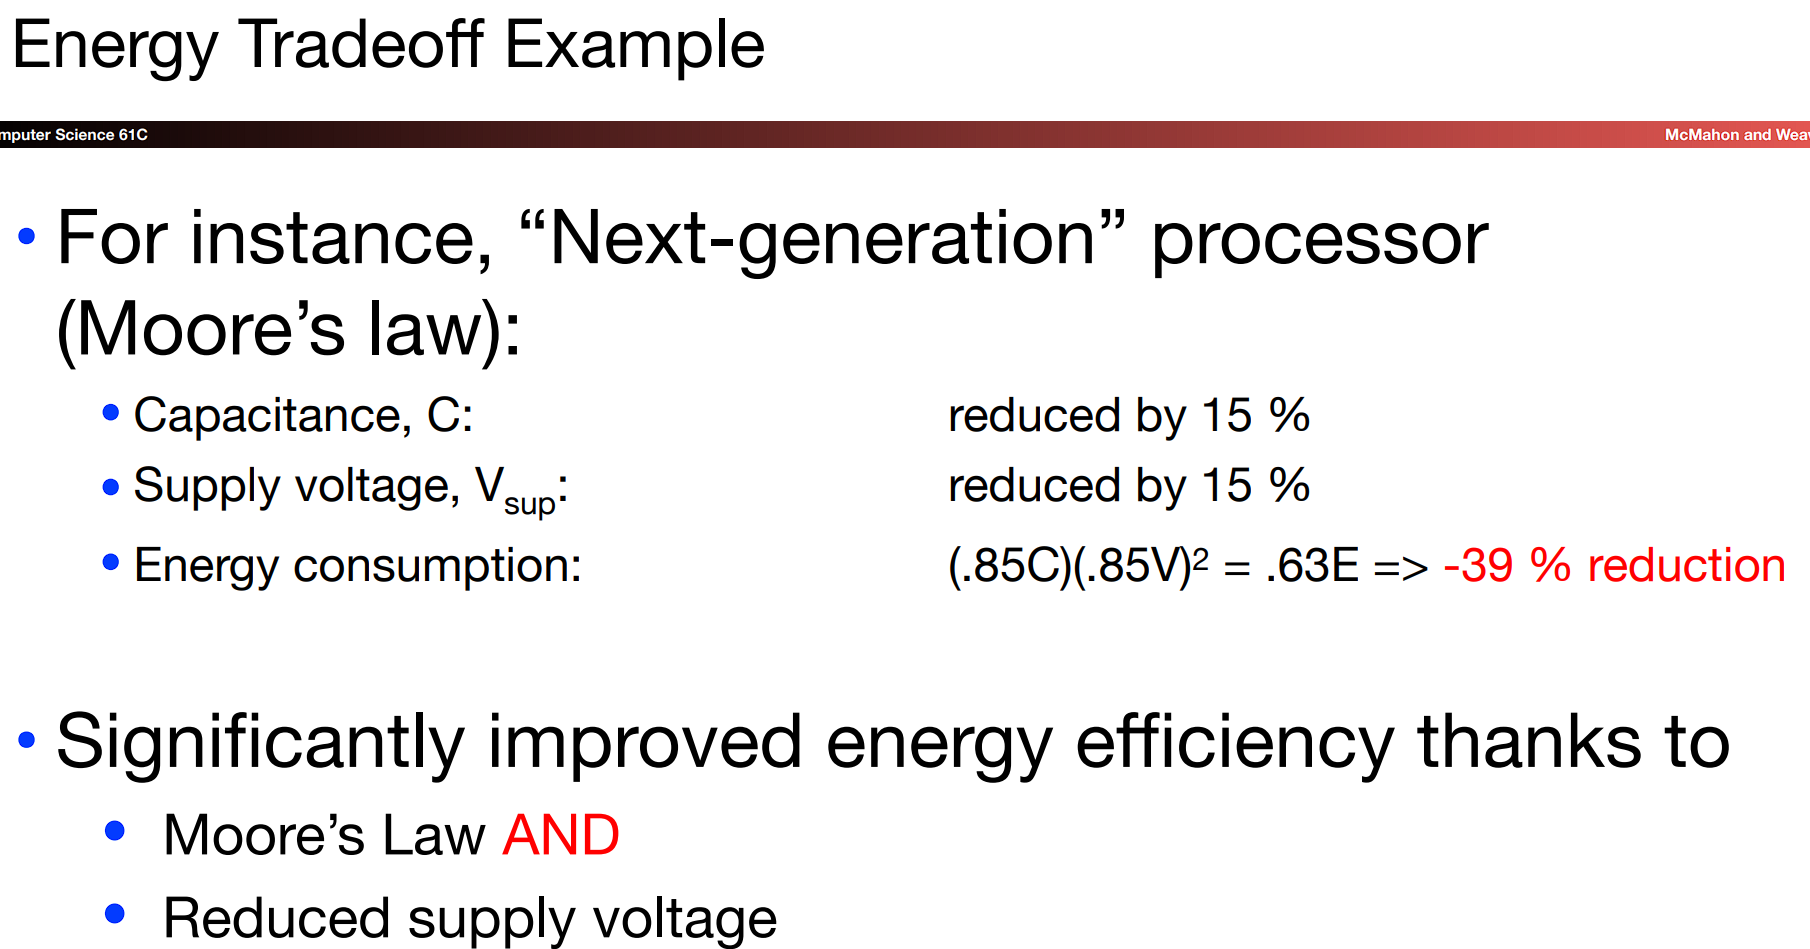 Energy Tradeoff Example
mputer Science 61C McMahon and Wea
• For instance, “Next-generation” processor
(Moore’s law):
• Capacitance, C: reduced by 15 %
• Supply voltage, Vsup: reduced by 15 %
• Energy consumption: (.85C)(.85V)² = .63E => -39 % reduction
• Significantly improved energy efficiency thanks to
• Moore’s Law AND
• Reduced supply voltage